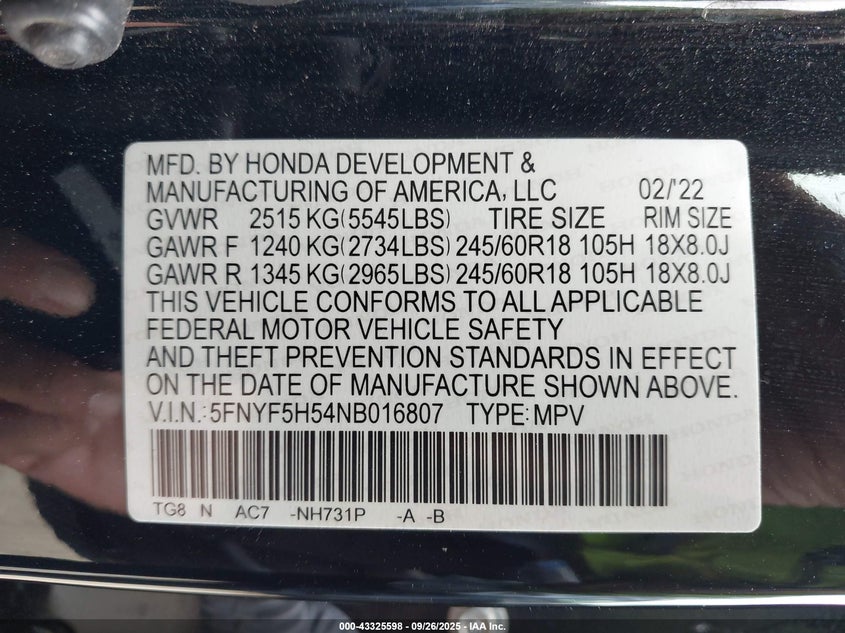 MFD. BY HONDA DEVELOPMENT &
MANUFACTURING OF AMERICA, LLC 02/'22
GVWR 2515 KG(5545LBS) TIRE SIZE RIM SIZE
GAWR F 1240 KG(2734LBS) 245/60R18 105H 18X8.0J
GAWR R 1345 KG(2965LBS) 245/60R18 105H 18X8.0J
THIS VEHICLE CONFORMS TO ALL APPLICABLE
FEDERAL MOTOR VEHICLE SAFETY
AND THEFT PREVENTION STANDARDS IN EFFECT
ON THE DATE OF MANUFACTURE SHOWN ABOVE.
V.I.N.: 5FNYF5H54NB016807 TYPE: MPV
TG8 N AC7 -NH731P -A -B
000-43325598 - 09/26/2025 - IAA Inc.